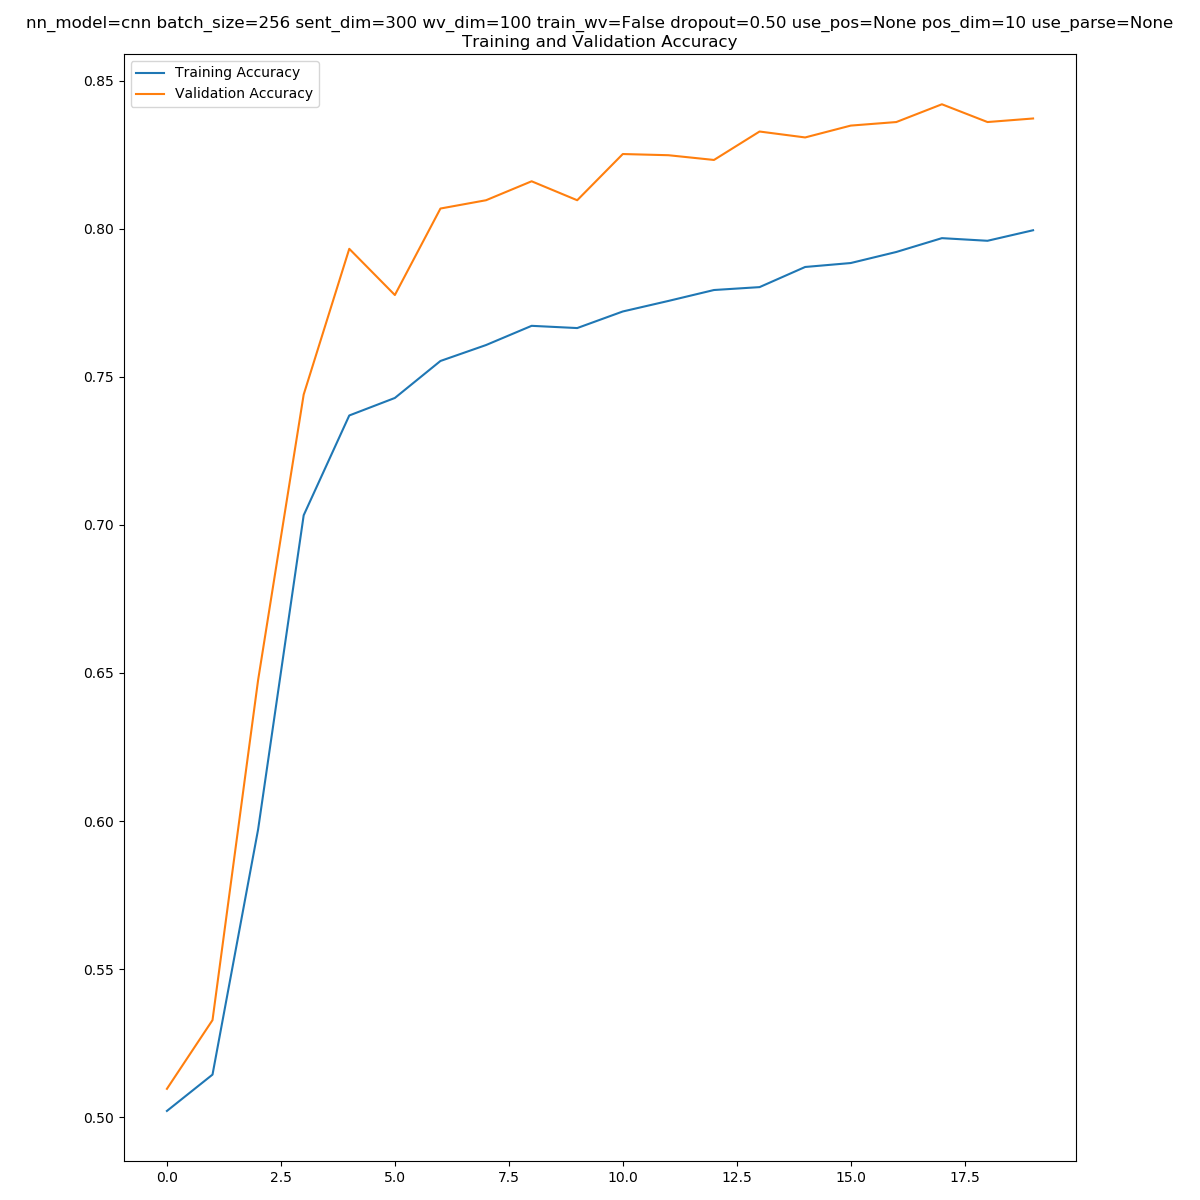 nn_model=cnn batch_size=256 sent_dim=300 wv_dim=100 train_wv=False dropout=0.50 use_pos=None pos_dim=10 use_parse=None
Training and Validation Accuracy
Training Accuracy
Validation Accuracy
0.85
0.80
0.75
0.70
0.65
0.60
0.55
0.50
0.0 2.5 5.0 7.5 10.0 12.5 15.0 17.5